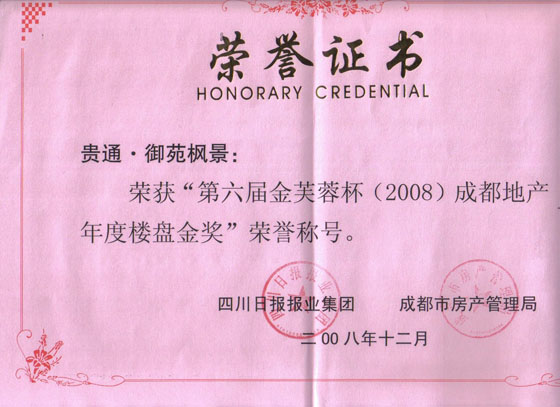 荣誉证书
HONORARY CREDENTIAL
贵通·御苑枫景：
荣获“第六届金芙蓉杯（2008）成都地产
年度楼盘金奖”荣誉称号。
四川日报报业集团 成都市房产管理局
二00八年十二月